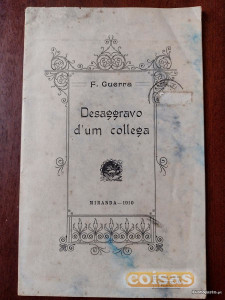 F. Guerra
Desaggravo
d'um collega
MIRANDA—1910
coisas